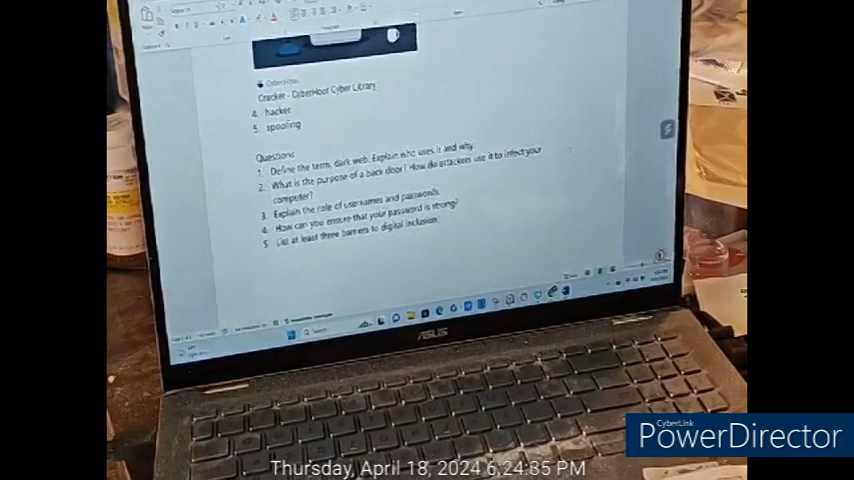 CyberHoot
Cracker - CyberHoot Cyber Library
4. hacker
5. spoofing
Questions
1. Define the term, dark web. Explain who uses it and why.
2. What is the purpose of a back door? How do attackers use it to infect your
computer?
3. Explain the role of usernames and passwords.
4. How can you ensure that your password is strong?
5. List at least three barriers to digital inclusion.
Search
ASUS
CyberLink
PowerDirector
Thursday, April 18, 2024 6:24:35 PM